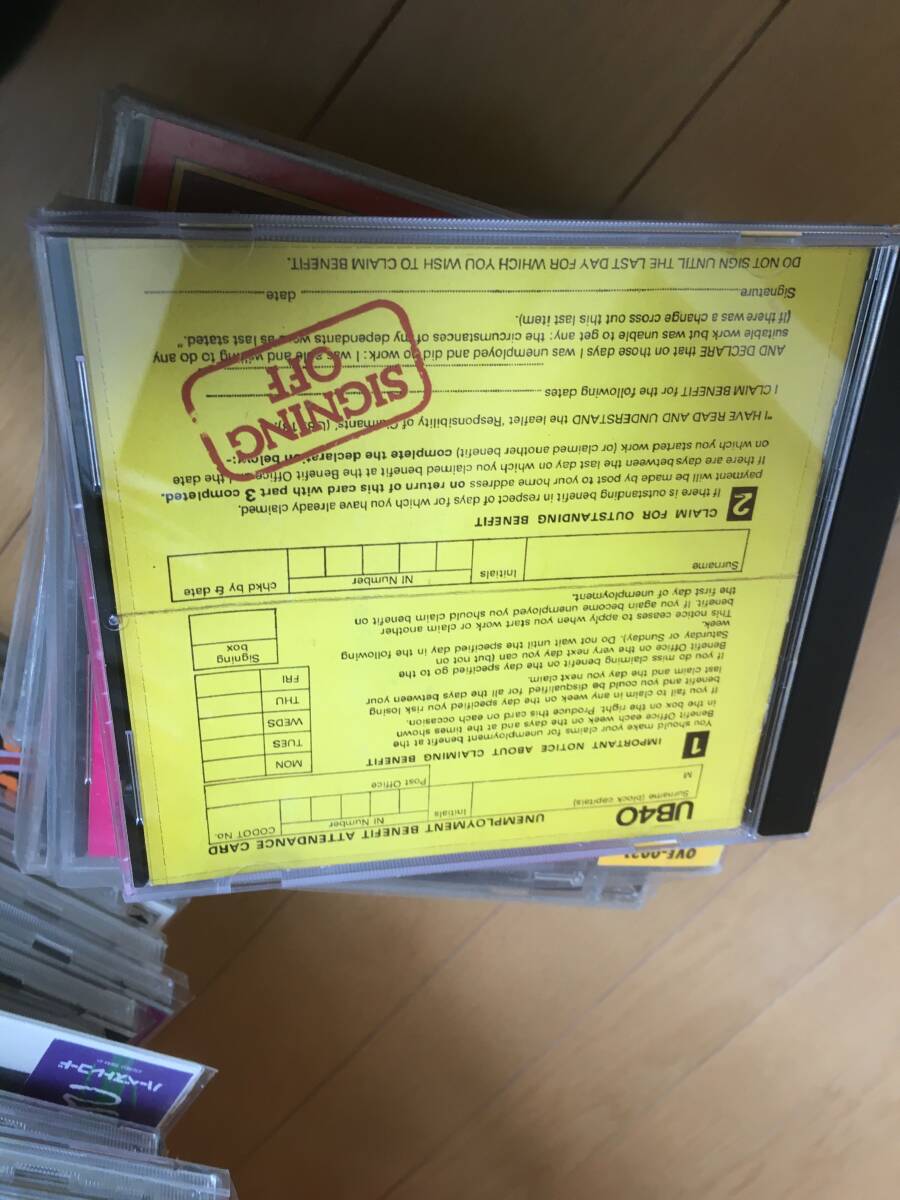 UB40
UNEMPLOYMENT BENEFIT ATTENDANCE CARD
Surname (block capitals)
Initials
NI Number
CODOT No.
M
Post Office
1 IMPORTANT NOTICE ABOUT CLAIMING BENEFIT
You should make your claims for unemployment benefit at the
Benefit Office each week on the days and at the times shown
in the box on the right. Produce this card on each occasion.
If you fail to claim in any week on the day specified you risk losing
benefit and you could be disqualified for all the days between your
last claim and the day you next claim.
If you do miss claiming benefit on the day specified go to the
Benefit Office on the very next day you can (but not on
Saturday or Sunday). Do not wait until the specified day in the following
week.
This notice ceases to apply when you start work or claim another
benefit. If you again become unemployed you should claim benefit on
the first day of unemployment.
MON
TUES
WEDS
THU
FRI
Signing
box
Surname
Initials
NI Number
chkd by & date
2 CLAIM FOR OUTSTANDING BENEFIT
If there is outstanding benefit in respect of days for which you have already claimed,
payment will be made by post to your home address on return of this card with part 3 completed.
If there are days between the last day on which you claimed benefit at the Benefit Office and the date
on which you started work (or claimed another benefit) complete the declaration below:-
"I HAVE READ AND UNDERSTAND the leaflet 'Responsibility of Claimants'
I CLAIM BENEFIT for the following dates
AND DECLARE that on those days I was unemployed and did no work: I was able and willing to do any
suitable work but was unable to get any: the circumstances of my dependants were as last stated."
(If there was a change cross out this last item).
Signature
date
DO NOT SIGN UNTIL THE LAST DAY FOR WHICH YOU WISH TO CLAIM BENEFIT.
SIGNING
OFF
ハーベストレコード